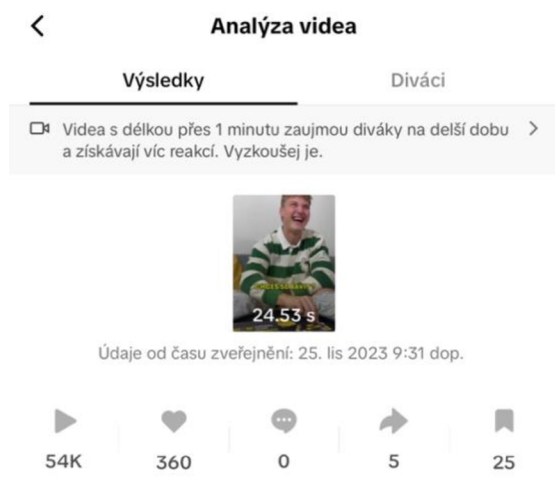 Analýza videa
Výsledky
Diváci
Videa s délkou přes 1 minutu zaujmou diváky na delší dobu
a získávají víc reakcí. Vyzkoušej je.
24.53 s
Údaje od času zveřejnění: 25. lis 2023 9:31 dop.
54K
360
0
5
25